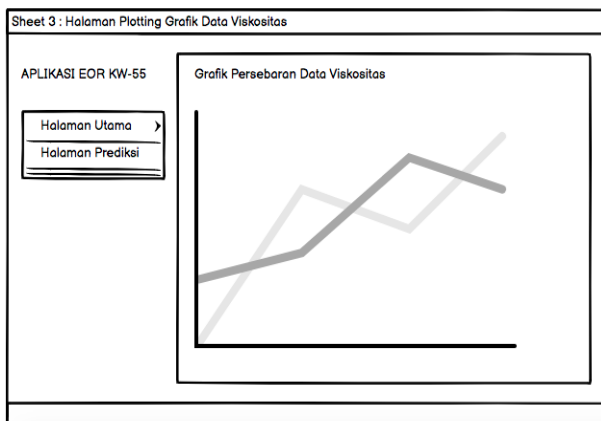 Sheet 3 : Halaman Plotting Grafik Data Viskositas
APLIKASI EOR KW-55
Halaman Utama
Halaman Prediksi
Grafik Persebaran Data Viskositas